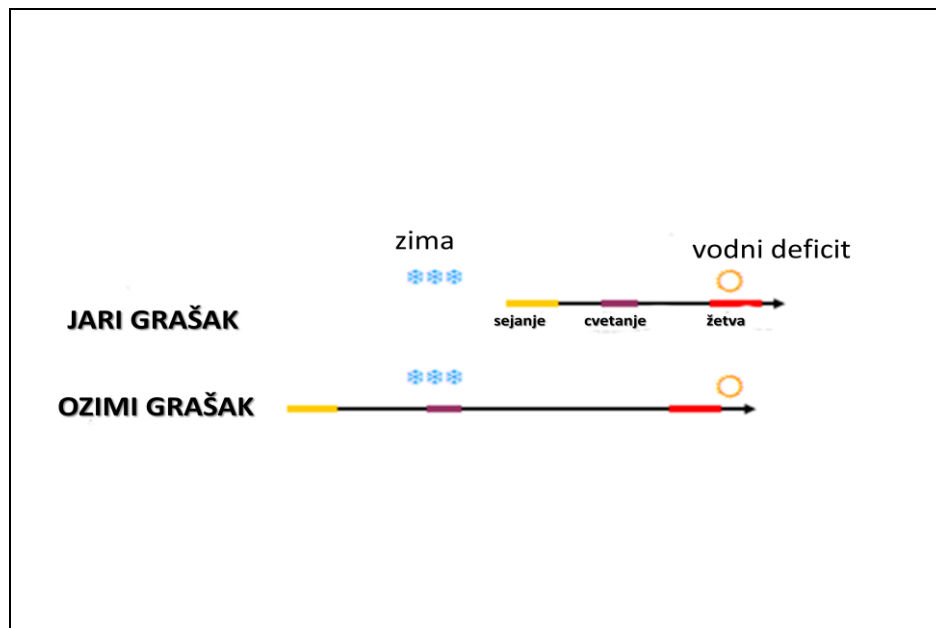 zima
vodni deficit
JARI GRAŠAK
sejanje
cvetanje
žetva
OZIMI GRAŠAK